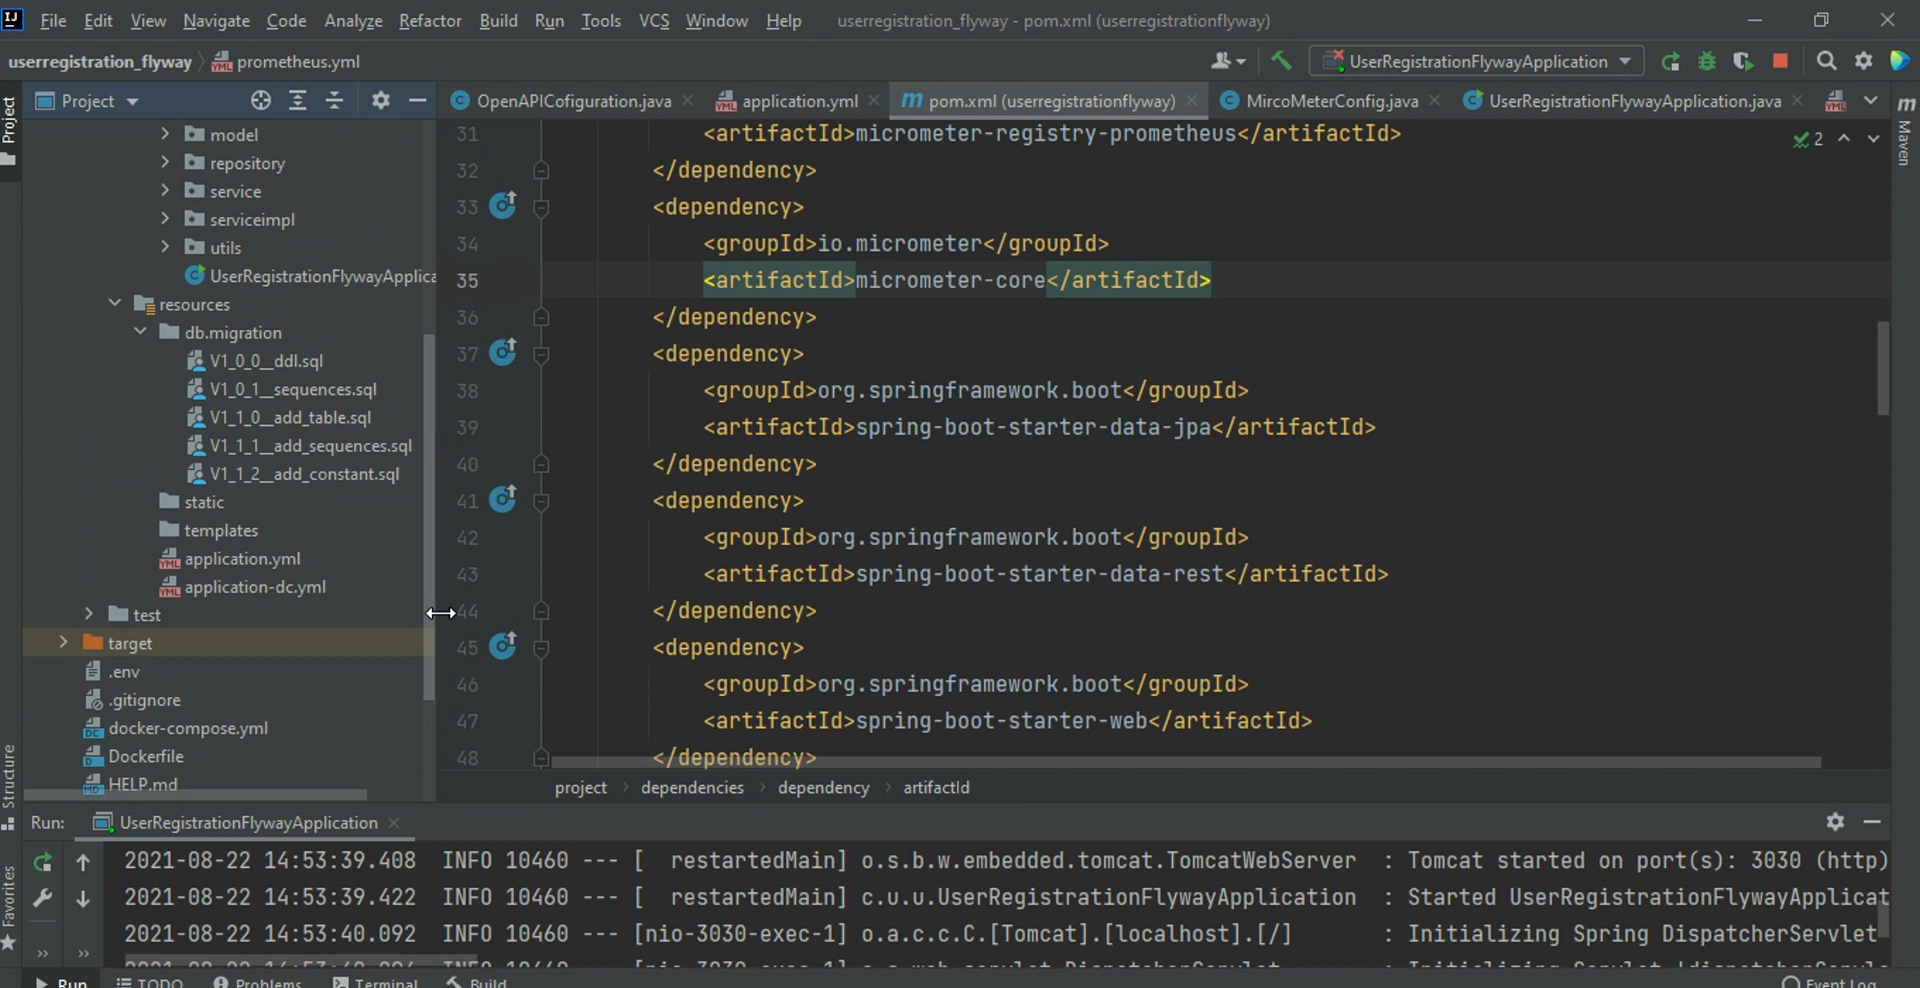 File Edit View Navigate Code Analyze Refactor Build Run Tools VCS Window Help userregistration_flyway - pom.xml (userregistrationflyway)
userregistration_flyway prometheus.yml UserRegistrationFlywayApplication
Project OpenAPICofiguration.java application.yml pom.xml (userregistrationflyway) MircoMeterConfig.java UserRegistrationFlywayApplication.java
Project
Maven
Structure
Favorites
model
repository
service
serviceimpl
utils
UserRegistrationFlywayApplica
resources
db.migration
V1_0_0__ddl.sql
V1_0_1__sequences.sql
V1_1_0__add_table.sql
V1_1_1__add_sequences.sql
V1_1_2__add_constant.sql
static
templates
application.yml
application-dc.yml
test
target
.env
.gitignore
docker-compose.yml
Dockerfile
HELP.md
2
31 <artifactId>micrometer-registry-prometheus</artifactId>
32 </dependency>
33 <dependency>
34 <groupId>io.micrometer</groupId>
35 <artifactId>micrometer-core</artifactId>
36 </dependency>
37 <dependency>
38 <groupId>org.springframework.boot</groupId>
39 <artifactId>spring-boot-starter-data-jpa</artifactId>
40 </dependency>
41 <dependency>
42 <groupId>org.springframework.boot</groupId>
43 <artifactId>spring-boot-starter-data-rest</artifactId>
44 </dependency>
45 <dependency>
46 <groupId>org.springframework.boot</groupId>
47 <artifactId>spring-boot-starter-web</artifactId>
48 </dependency>
project › dependencies › dependency › artifactId
Run: UserRegistrationFlywayApplication
2021-08-22 14:53:39.408 INFO 10460 --- [ restartedMain] o.s.b.w.embedded.tomcat.TomcatWebServer : Tomcat started on port(s): 3030 (http)
2021-08-22 14:53:39.422 INFO 10460 --- [ restartedMain] c.u.u.UserRegistrationFlywayApplication : Started UserRegistrationFlywayApplicat
2021-08-22 14:53:40.092 INFO 10460 --- [nio-3030-exec-1] o.a.c.c.C.[Tomcat].[localhost].[/] : Initializing Spring DispatcherServlet
Run TODO Problems Terminal Build Event Log